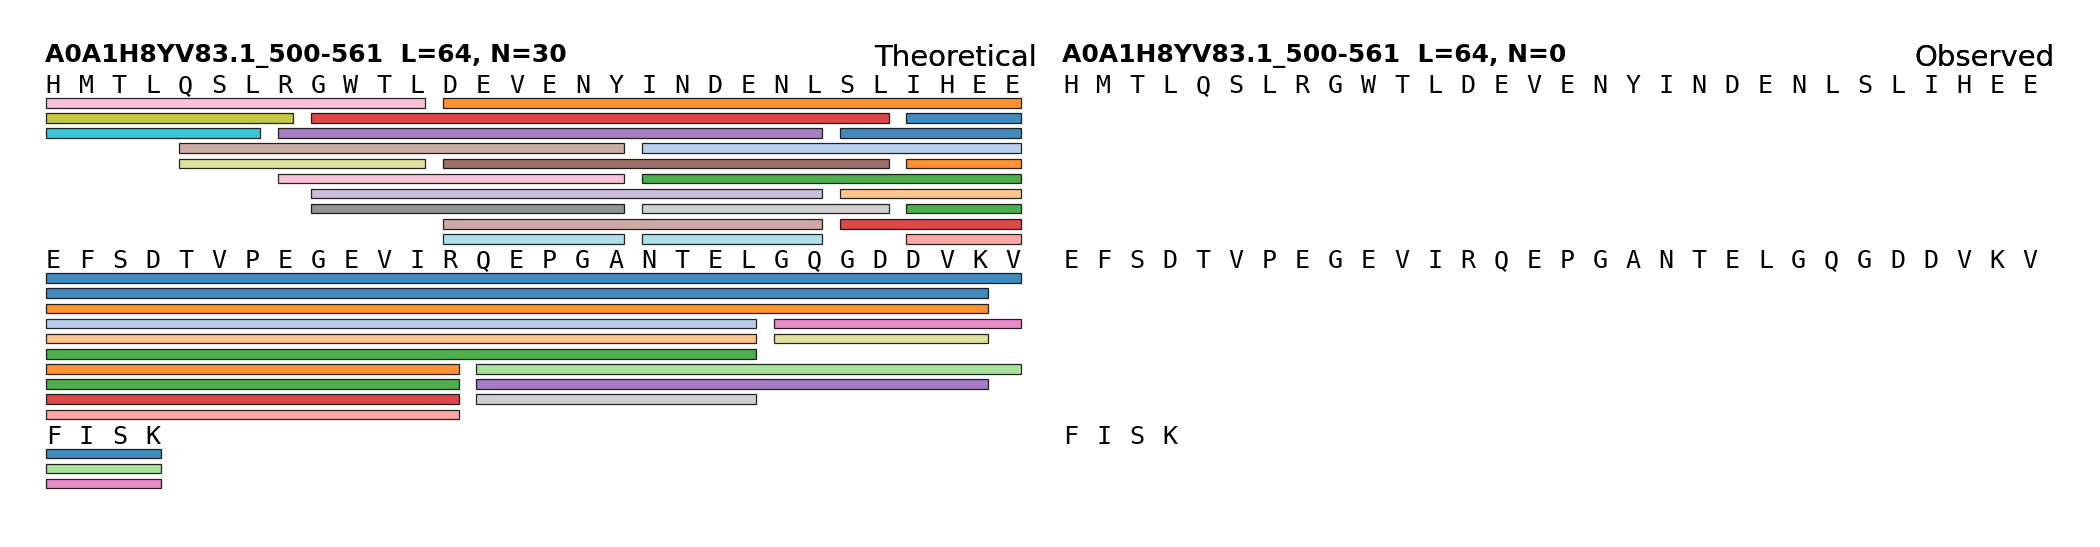 A0A1H8YV83.1_500-561 L=64, N=30 Theoretical
H M T L Q S L R G W T L D E V E N Y I N D E N L S L I H E E
E F S D T V P E G E V I R Q E P G A N T E L G Q G D D V K V
F I S K
A0A1H8YV83.1_500-561 L=64, N=0 Observed
H M T L Q S L R G W T L D E V E N Y I N D E N L S L I H E E
E F S D T V P E G E V I R Q E P G A N T E L G Q G D D V K V
F I S K